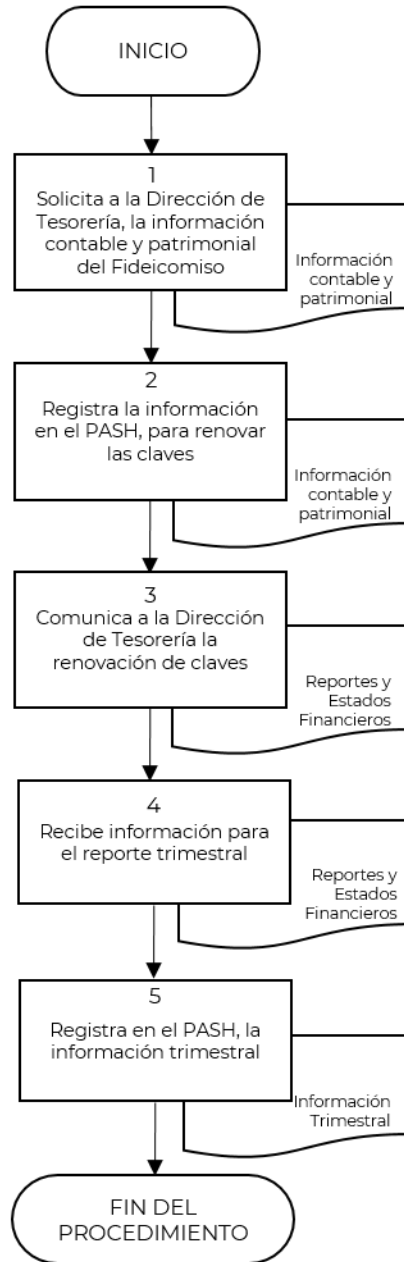 INICIO
1
Solicita a la Dirección de
Tesorería, la información
contable y patrimonial
del Fideicomiso
Información
contable y
patrimonial
2
Registra la información
en el PASH, para renovar
las claves
Información
contable y
patrimonial
3
Comunica a la Dirección
de Tesorería la
renovación de claves
Reportes y
Estados
Financieros
4
Recibe información para
el reporte trimestral
Reportes y
Estados
Financieros
5
Registra en el PASH, la
información trimestral
Información
Trimestral
FIN DEL
PROCEDIMIENTO